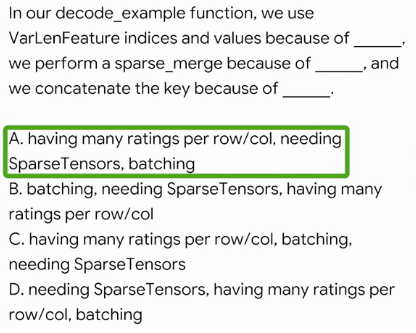 In our decode_example function, we use
VarLenFeature indices and values because of ______,
we perform a sparse_merge because of ______, and
we concatenate the key because of ______.
A. having many ratings per row/col, needing
SparseTensors, batching
B. batching, needing SparseTensors, having many
ratings per row/col
C. having many ratings per row/col, batching,
needing SparseTensors
D. needing SparseTensors, having many ratings per
row/col, batching